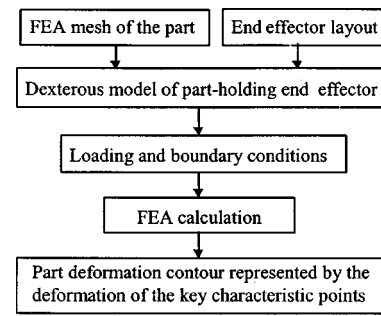 FEA mesh of the part
End effector layout
Dexterous model of part-holding end effector
Loading and boundary conditions
FEA calculation
Part deformation contour represented by the
deformation of the key characteristic points